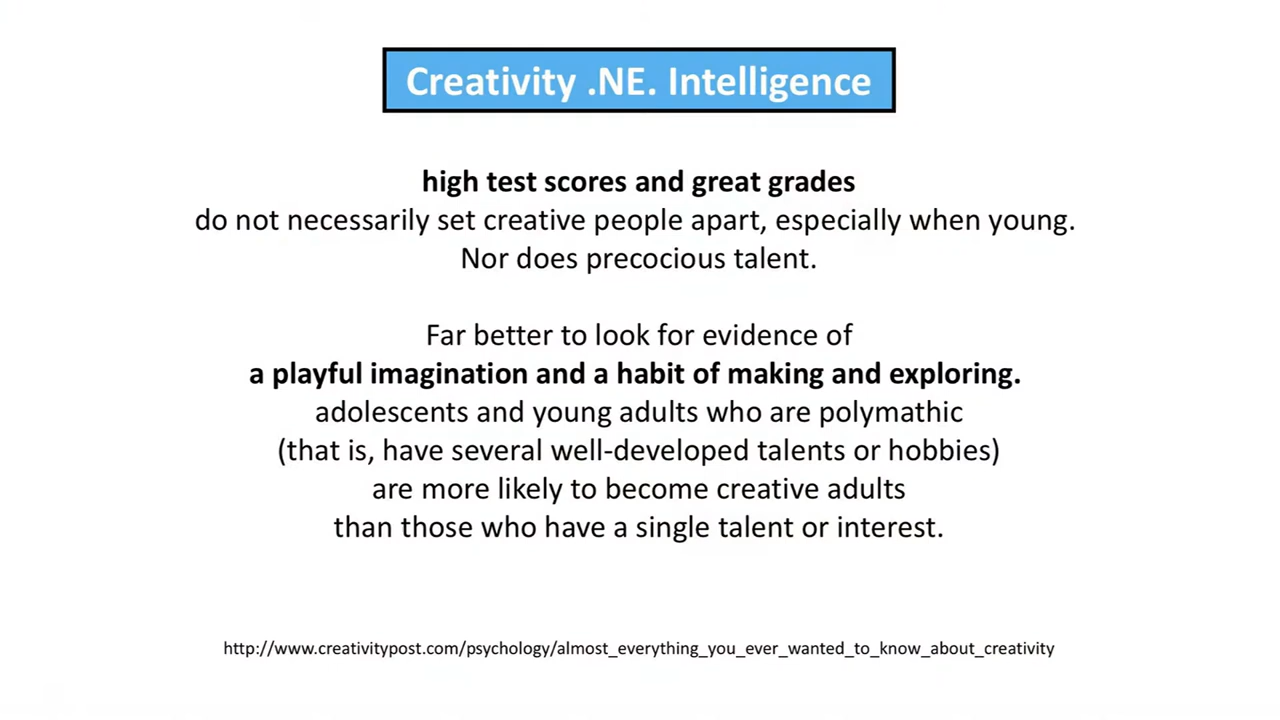 Creativity .NE. Intelligence
high test scores and great grades
do not necessarily set creative people apart, especially when young.
Nor does precocious talent.
Far better to look for evidence of
a playful imagination and a habit of making and exploring.
adolescents and young adults who are polymathic
(that is, have several well-developed talents or hobbies)
are more likely to become creative adults
than those who have a single talent or interest.
http://www.creativitypost.com/psychology/almost_everything_you_ever_wanted_to_know_about_creativity